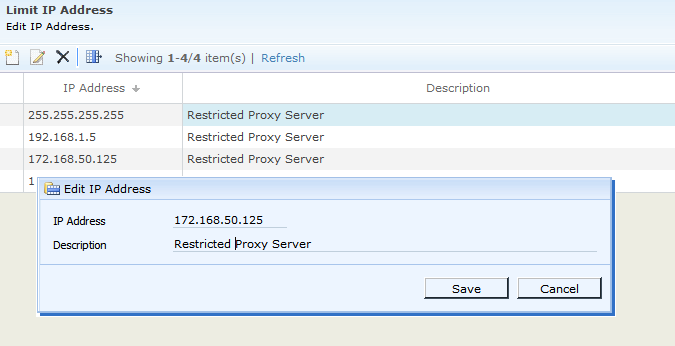 Limit IP Address
Edit IP Address.
Showing 1-4/4 item(s) | Refresh
IP Address Description
255.255.255.255 Restricted Proxy Server
192.168.1.5 Restricted Proxy Server
172.168.50.125 Restricted Proxy Server
1
Edit IP Address
IP Address 172.168.50.125
Description Restricted Proxy Server
Save Cancel